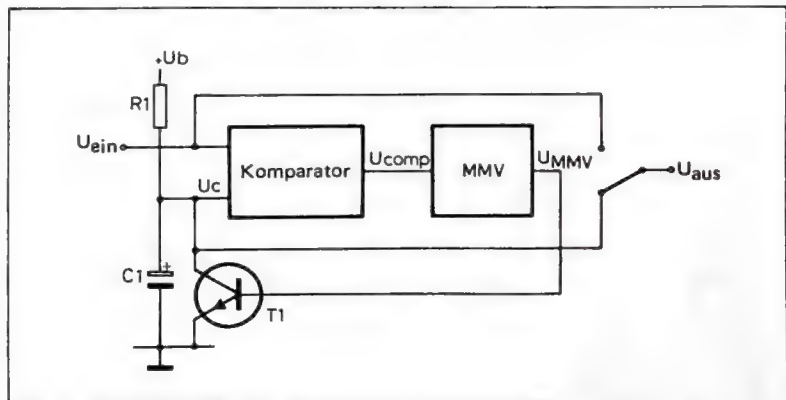 +Ub
R1
Uein
Komparator
Ucomp
MMV
UMMV
Uaus
Uc
C1
+
T1